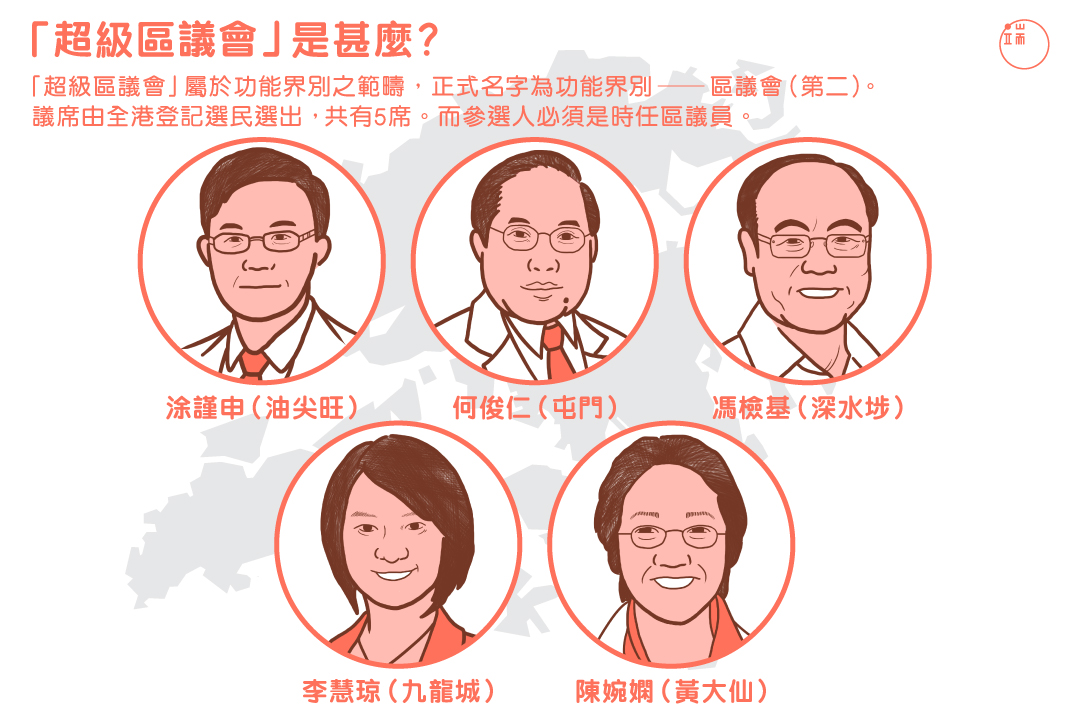 「超級區議會」是甚麼？
「超級區議會」屬於功能界別之範疇，正式名字為功能界別——區議會（第二）。
議席由全港登記選民選出，共有5席。而參選人必須是時任區議員。
端
涂謹申（油尖旺）
何俊仁（屯門）
馮檢基（深水埗）
李慧琼（九龍城）
陳婉嫻（黃大仙）